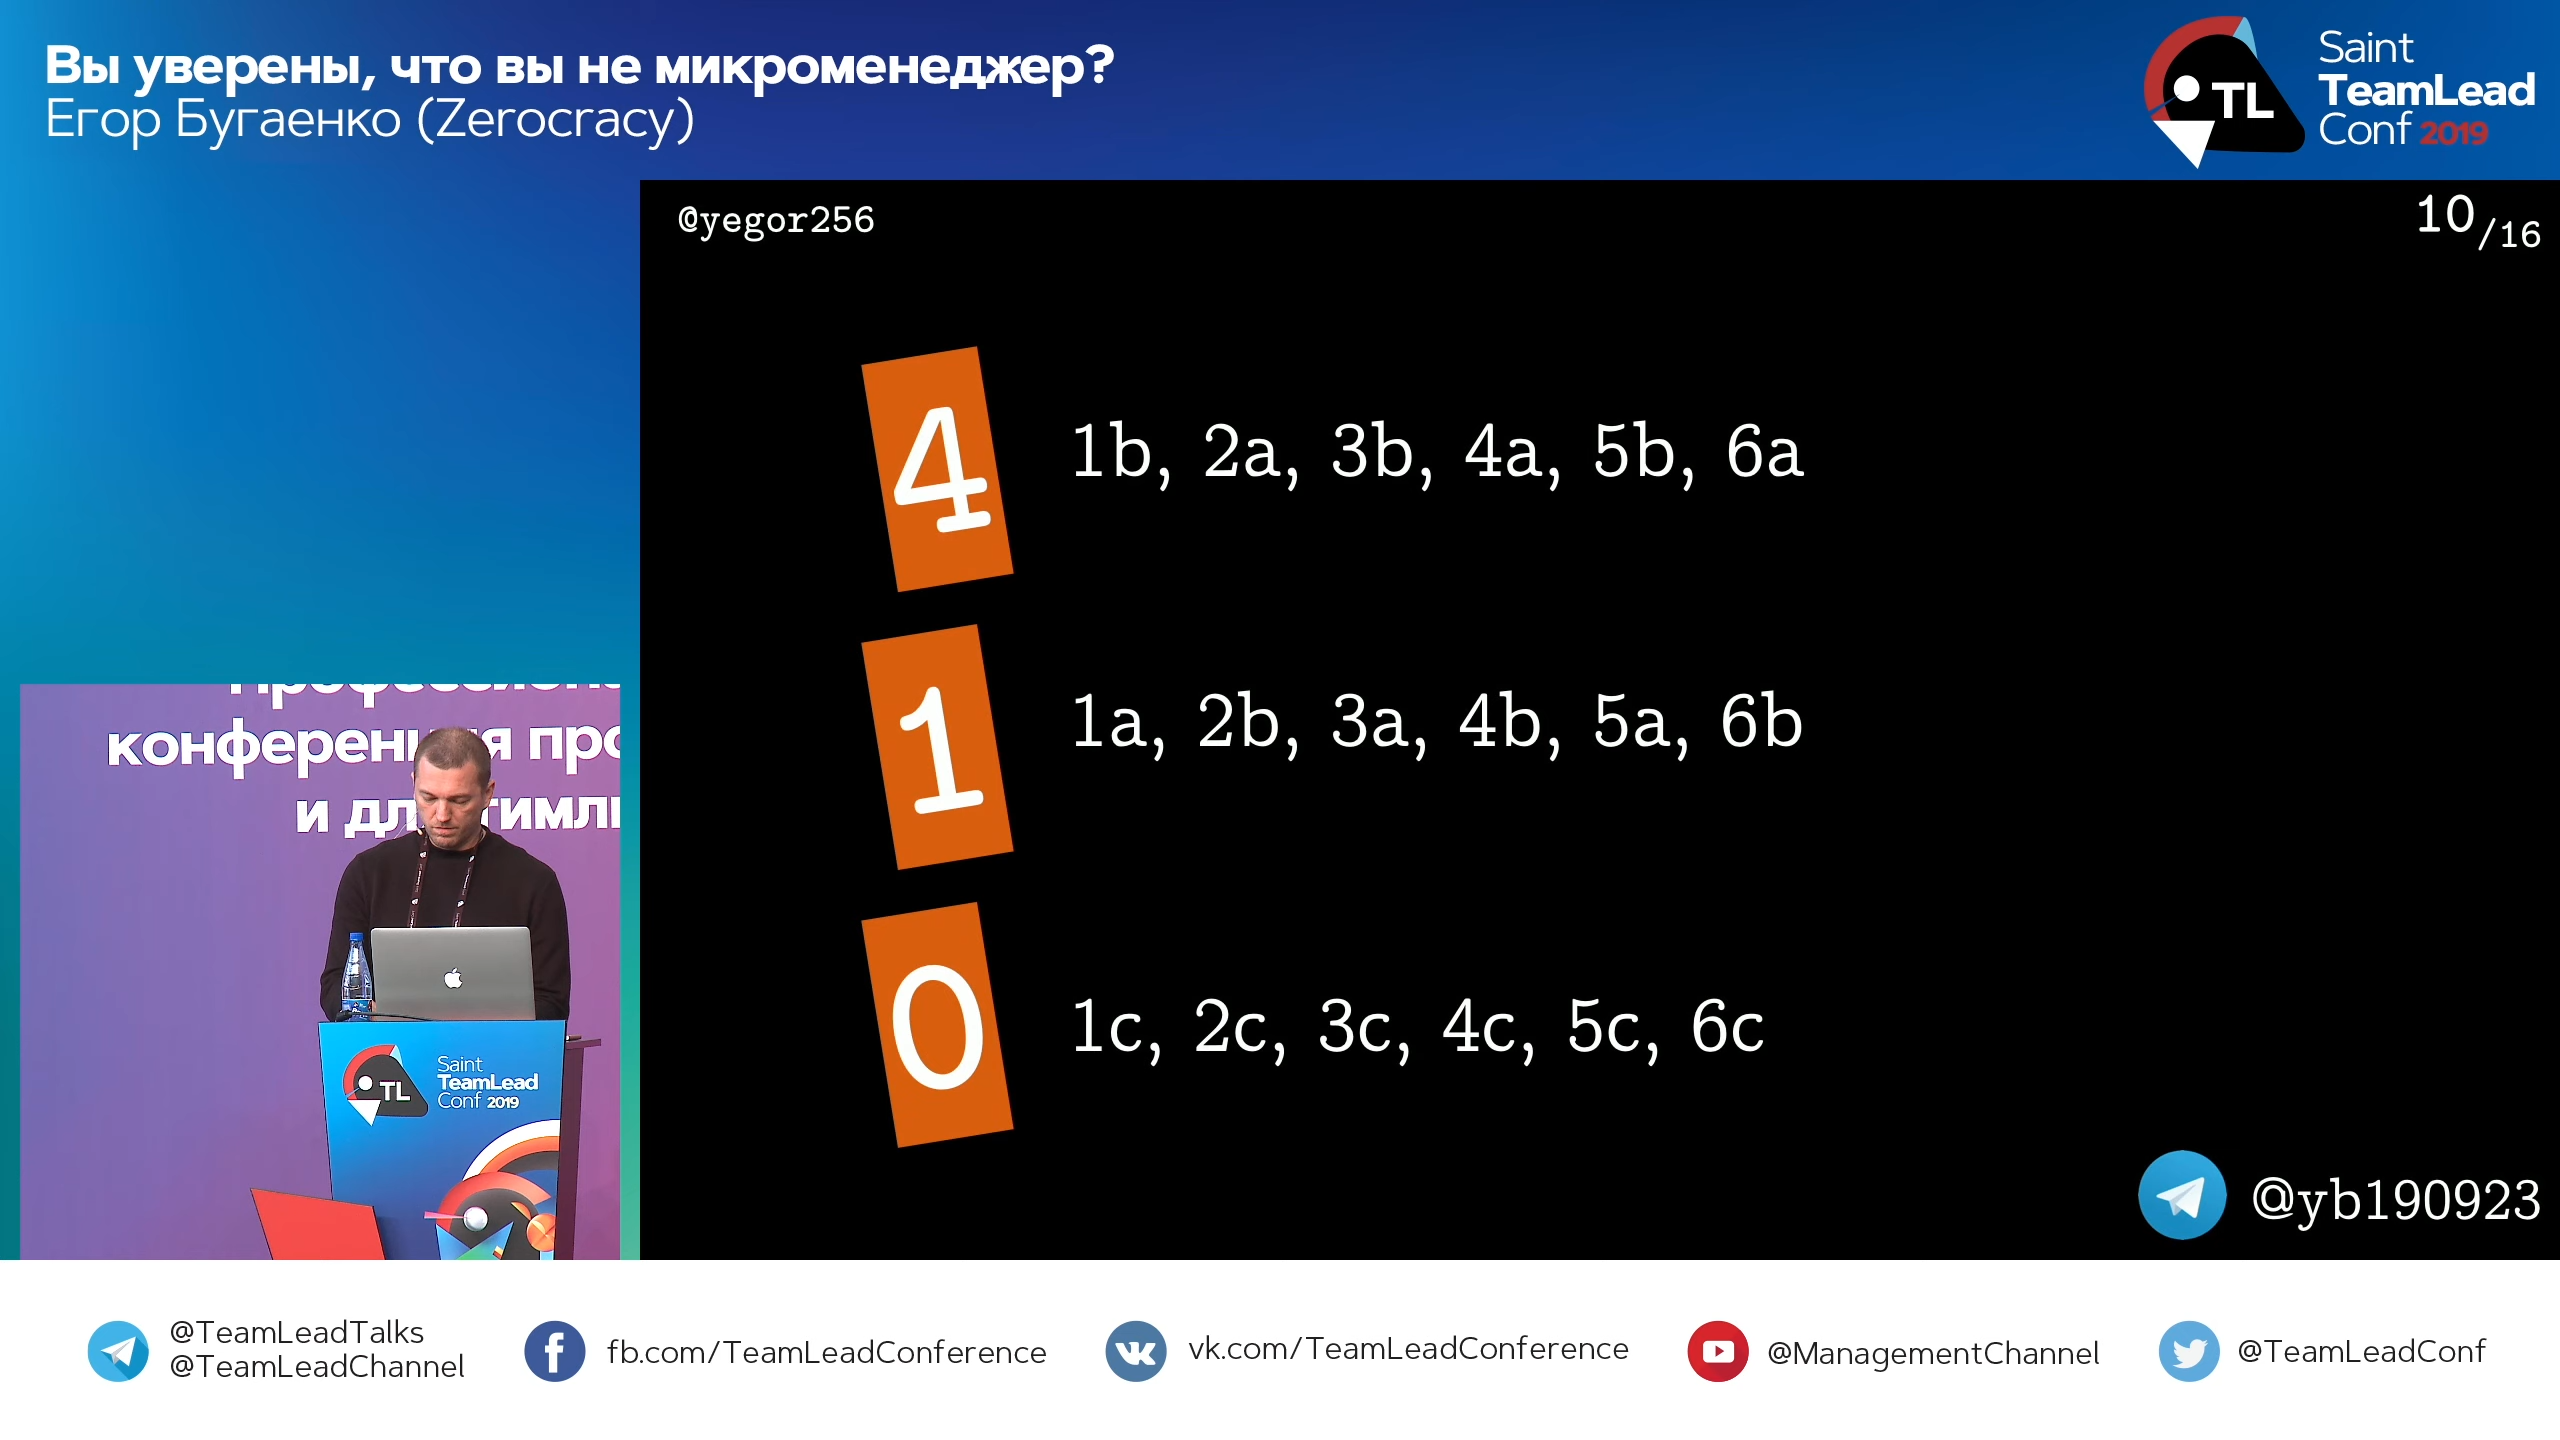 Вы уверены, что вы не микроменеджер?
Егор Бугаенко (Zerocracy)
TL
Saint
TeamLead
Conf 2019
@yegor256
10/16
4
1b, 2a, 3b, 4a, 5b, 6a
1
1a, 2b, 3a, 4b, 5a, 6b
0
1c, 2c, 3c, 4c, 5c, 6c
@yb190923
и
TL
Saint
TeamLead
Conf 2019
@TeamLeadTalks
@TeamLeadChannel
fb.com/TeamLeadConference
vk.com/TeamLeadConference
@ManagementChannel
@TeamLeadConf